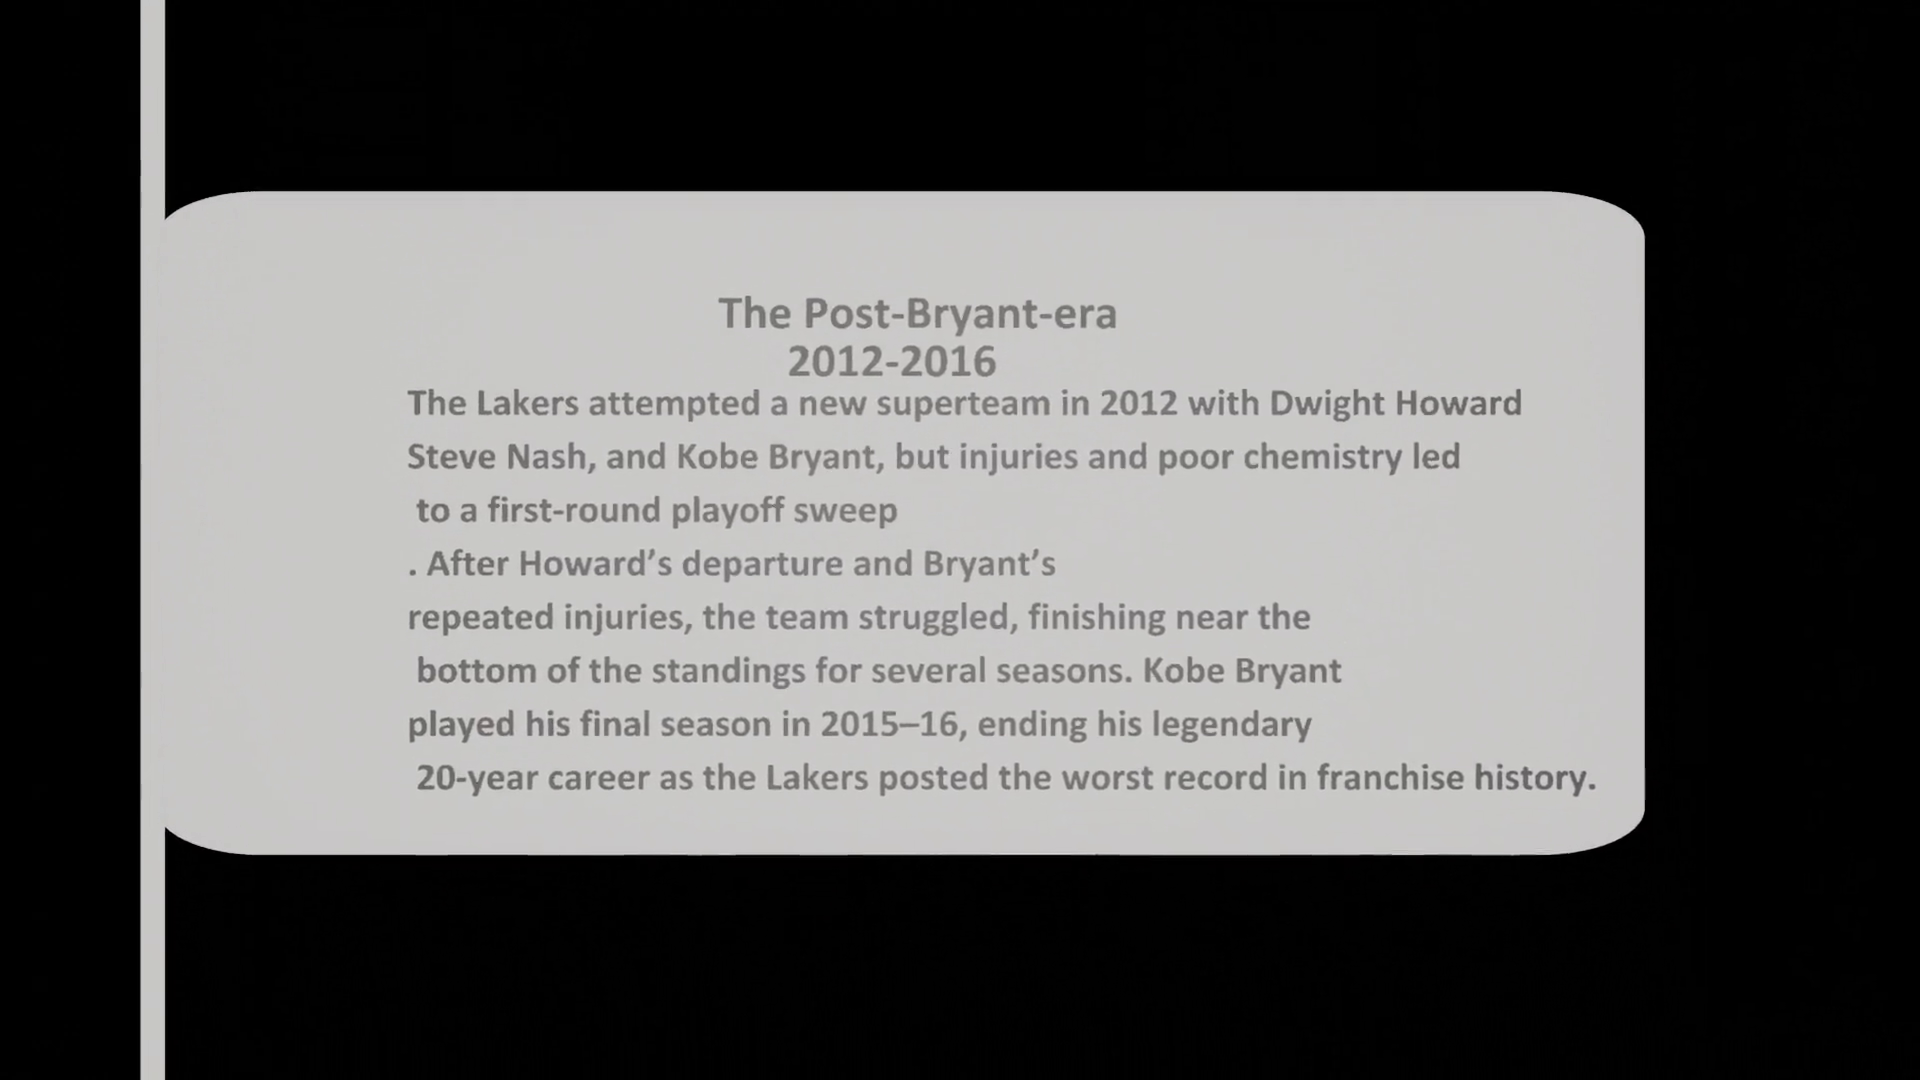 The Post-Bryant-era
2012-2016
The Lakers attempted a new superteam in 2012 with Dwight Howard
Steve Nash, and Kobe Bryant, but injuries and poor chemistry led
to a first-round playoff sweep
. After Howard’s departure and Bryant’s
repeated injuries, the team struggled, finishing near the
bottom of the standings for several seasons. Kobe Bryant
played his final season in 2015–16, ending his legendary
20-year career as the Lakers posted the worst record in franchise history.